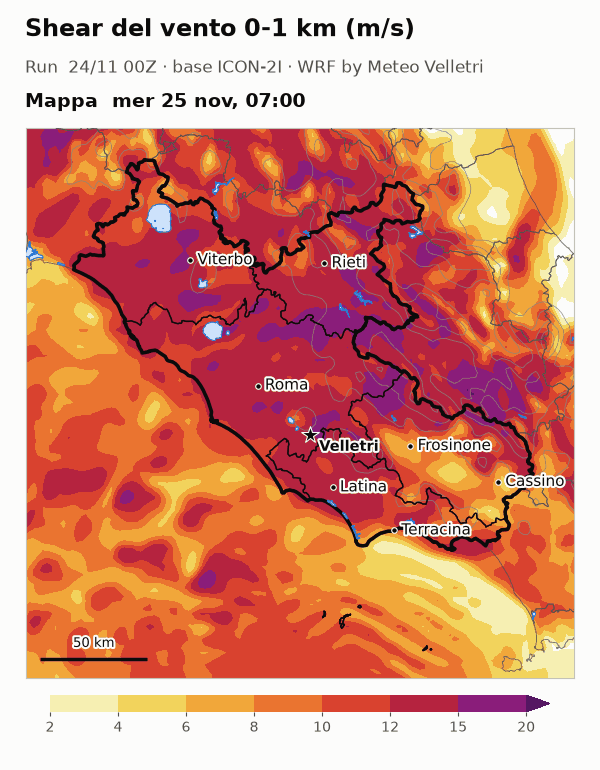 Shear del vento 0-1 km (m/s)
Run  24/11 00Z · base ICON-2I · WRF by Meteo Velletri
Mappa  mer 25 nov, 07:00
Viterbo
Rieti
Roma
Velletri
Frosinone
Latina
Cassino
Terracina
50 km
2 4 6 8 10 12 15 20